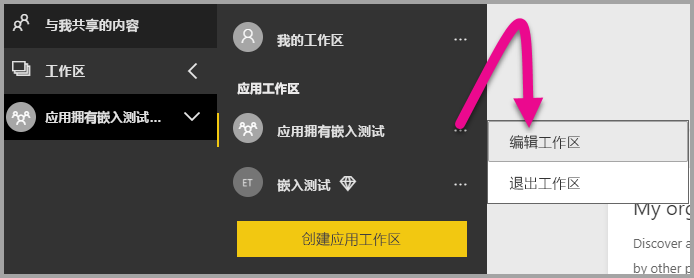 与我共享的内容
工作区
应用拥有嵌入测试...
我的工作区
...
应用工作区
应用拥有嵌入测试
...
ET 嵌入测试
...
创建应用工作区
编辑工作区
退出工作区
My org
Discover a
by other p